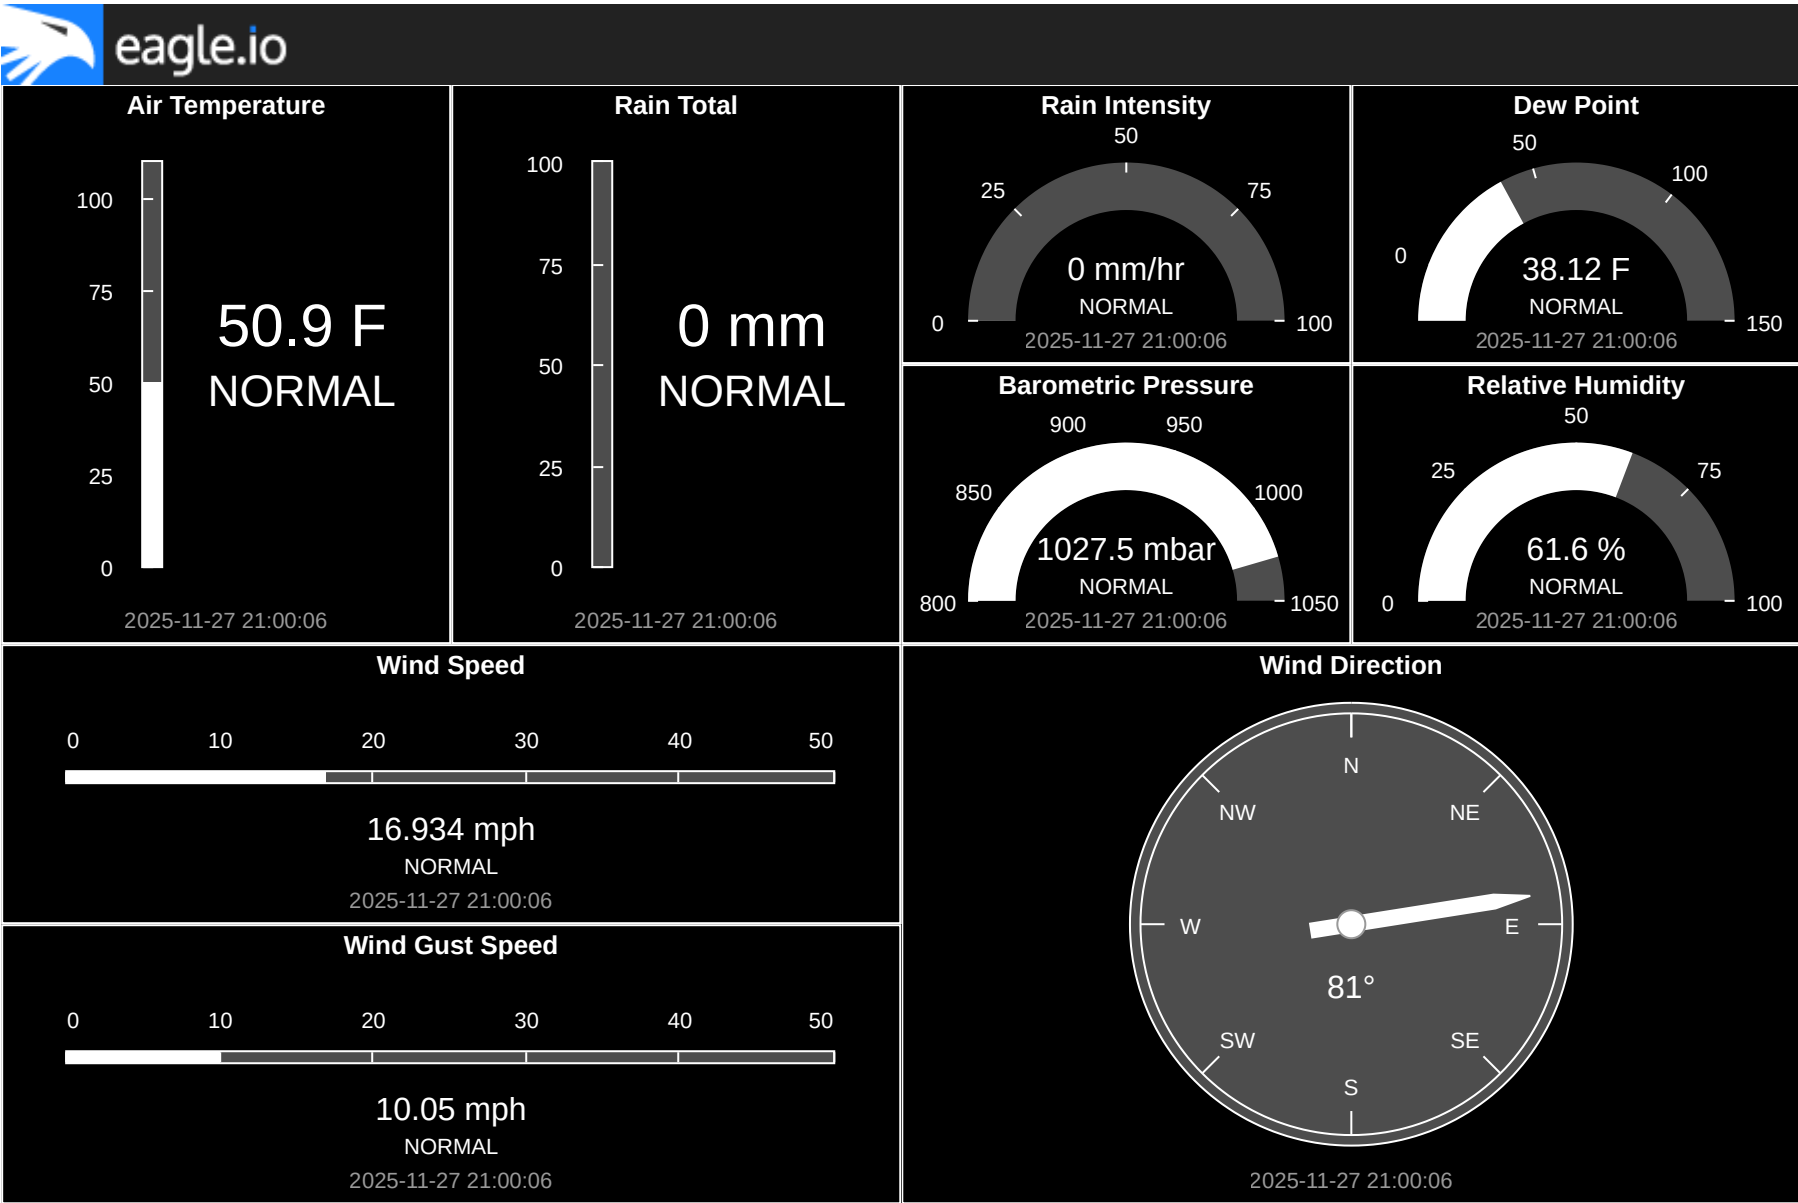 eagle.io
Air Temperature
100
75
50
25
0
50.9 F
NORMAL
2025-11-27 21:00:06
Rain Total
100
75
50
25
0
0 mm
NORMAL
2025-11-27 21:00:06
Rain Intensity
50
25
75
0
100
0 mm/hr
NORMAL
2025-11-27 21:00:06
Dew Point
50
100
0
150
38.12 F
NORMAL
2025-11-27 21:00:06
Barometric Pressure
900
950
850
1000
800
1050
1027.5 mbar
NORMAL
2025-11-27 21:00:06
Relative Humidity
50
25
75
0
100
61.6 %
NORMAL
2025-11-27 21:00:06
Wind Speed
0 10 20 30 40 50
16.934 mph
NORMAL
2025-11-27 21:00:06
Wind Gust Speed
0 10 20 30 40 50
10.05 mph
NORMAL
2025-11-27 21:00:06
Wind Direction
N
NW NE
W E
81°
SW SE
S
2025-11-27 21:00:06